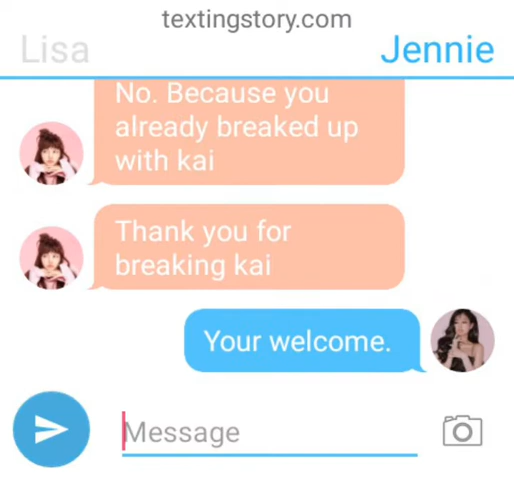 textingstory.com
Lisa
Jennie
No. Because you
already breaked up
with kai
Thank you for
breaking kai
Your welcome.
Message